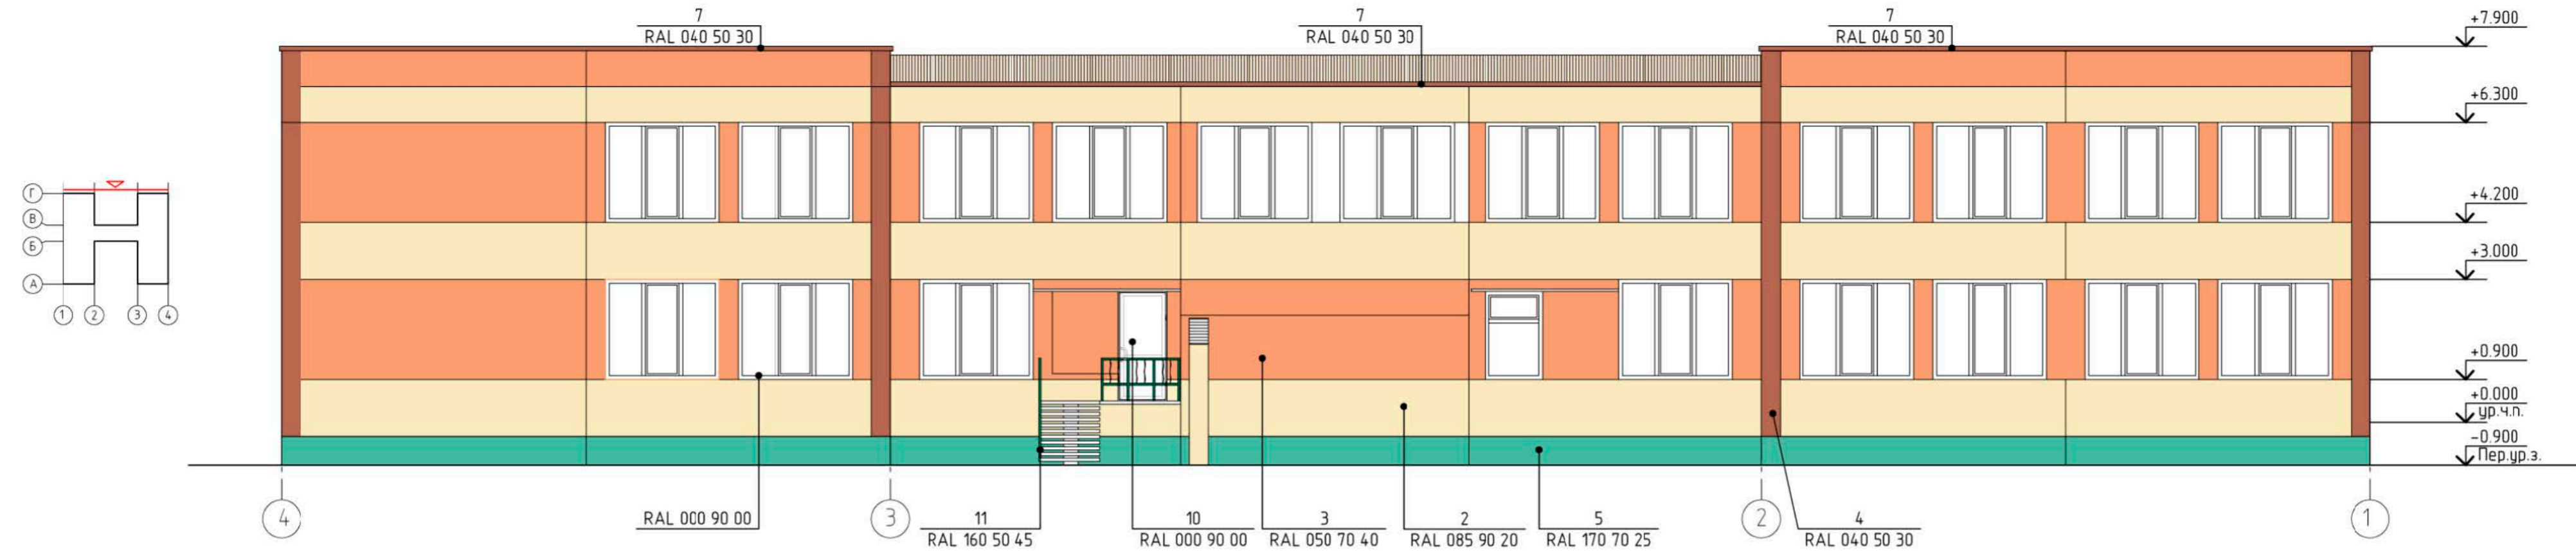 7
RAL 040 50 30
7
RAL 040 50 30
7
RAL 040 50 30
+7.900
+6.300
+4.200
+3.000
+0.900
+0.000
ур.ч.п.
-0.900
Пер.ур.з.
Г
В
Б
А
1 2 3 4
4
RAL 000 90 00
3
11
RAL 160 50 45
10
RAL 000 90 00
3
RAL 050 70 40
2
RAL 085 90 20
5
RAL 170 70 25
2
4
RAL 040 50 30
1